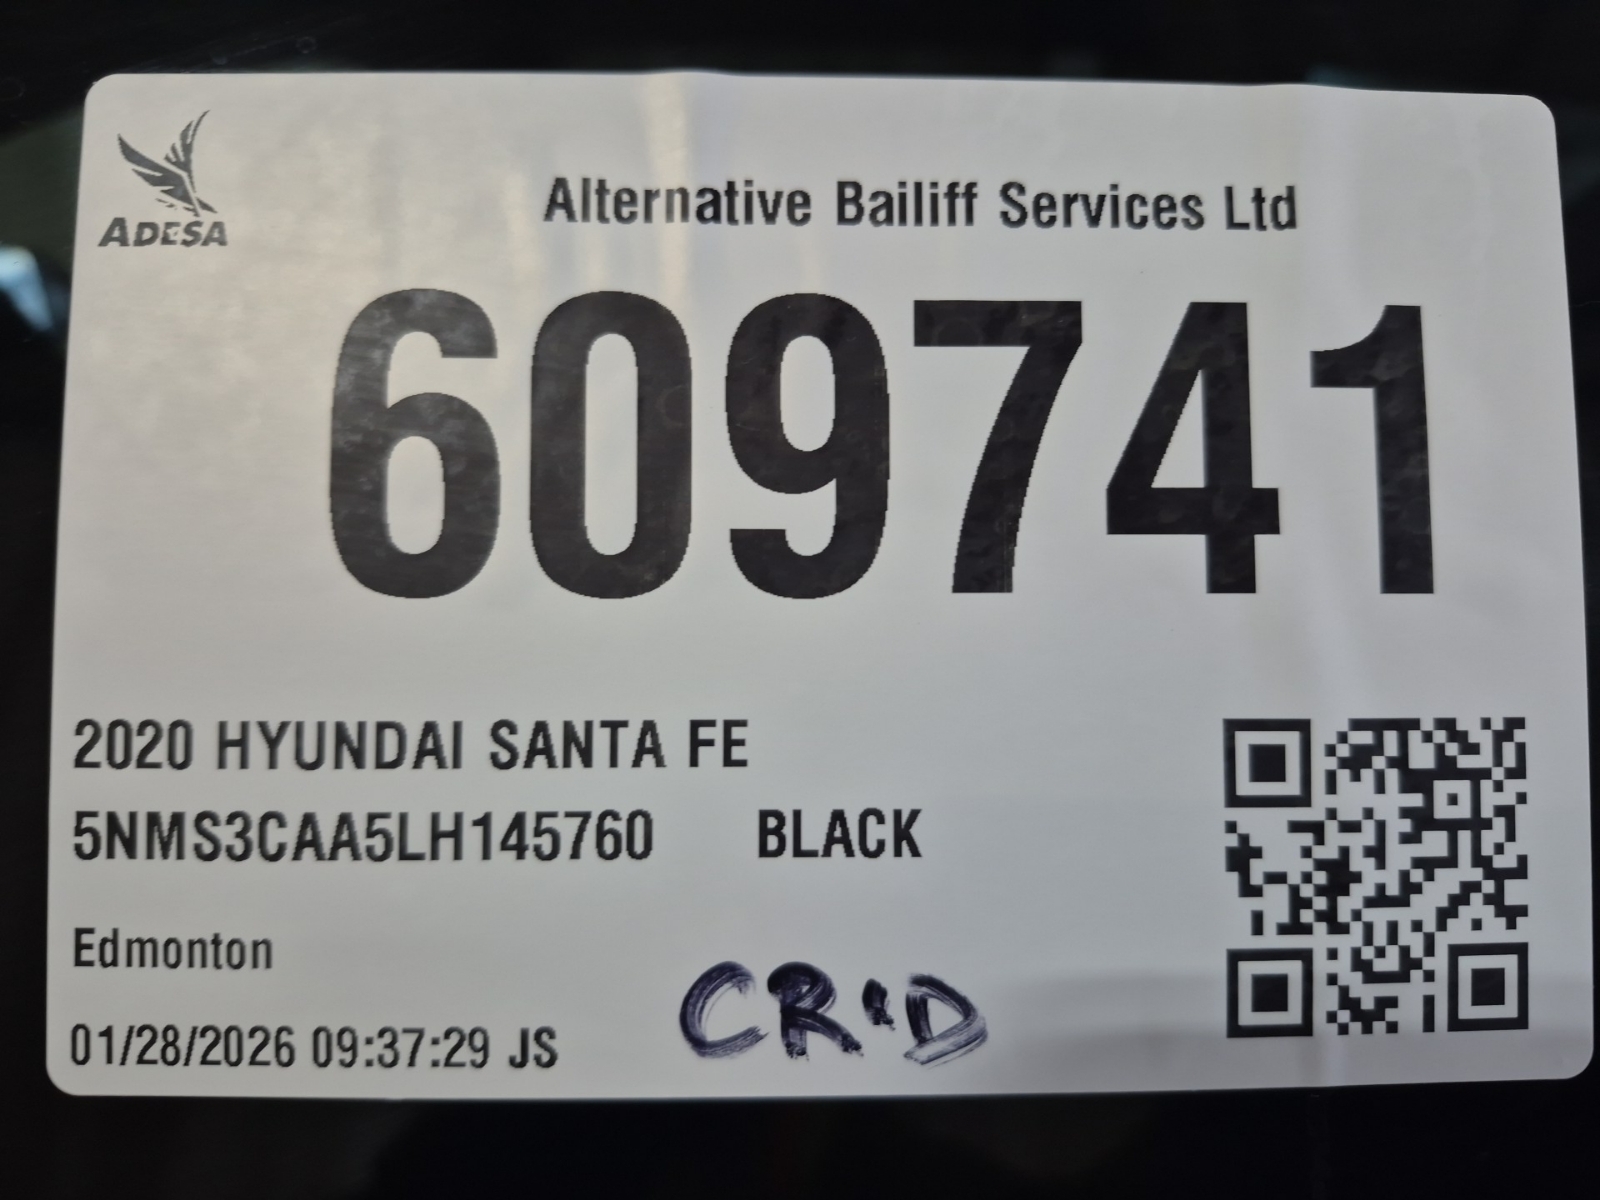 ADESA
Alternative Bailiff Services Ltd
609741
2020 HYUNDAI SANTA FE
5NMS3CAA5LH145760 BLACK
Edmonton
CR'D
01/28/2026 09:37:29 JS